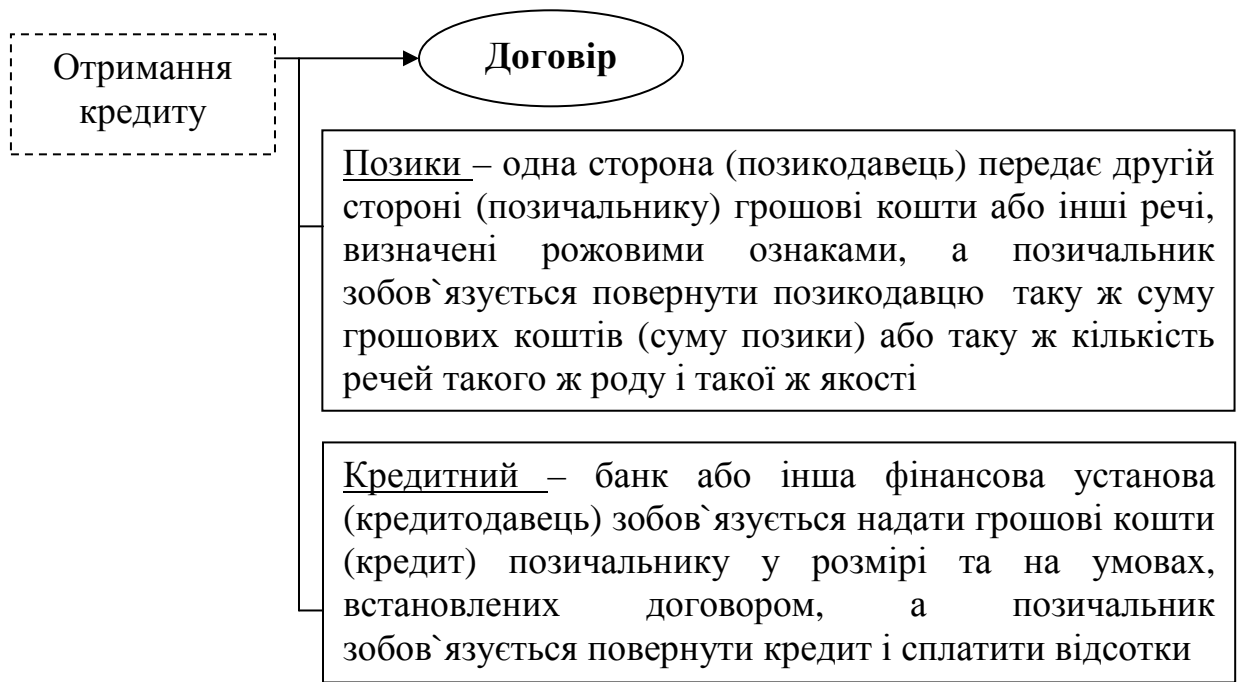 Отримання
кредиту
Договір
Позики – одна сторона (позикодавець) передає другій
стороні (позичальнику) грошові кошти або інші речі,
визначені рожовими ознаками, а позичальник
зобов`язується повернути позикодавцю таку ж суму
грошових коштів (суму позики) або таку ж кількість
речей такого ж роду і такої ж якості
Кредитний – банк або інша фінансова установа
(кредитодавець) зобов`язується надати грошові кошти
(кредит) позичальнику у розмірі та на умовах,
встановлених договором, а позичальник
зобов`язується повернути кредит і сплатити відсотки